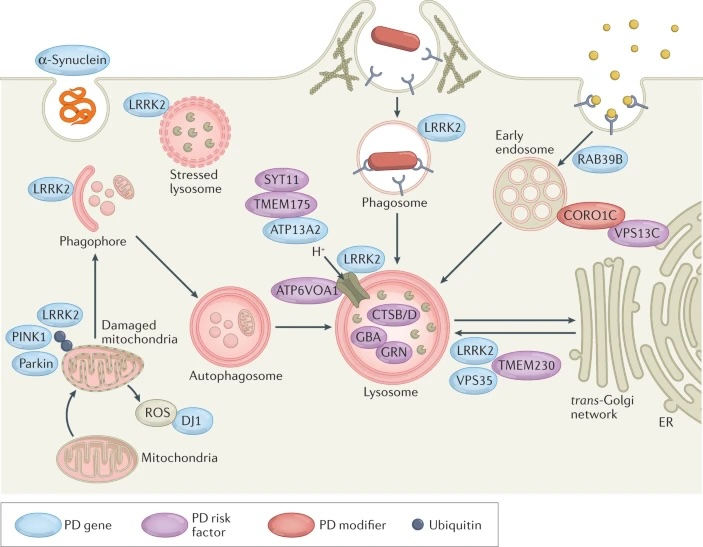 α-Synuclein
LRRK2
Stressed
lysosome
LRRK2
Phagosome
Early
endosome
RAB39B
CORO1C
VPS13C
LRRK2
Phagophore
SYT11
TMEM175
ATP13A2
H⁺
LRRK2
ATP6VOA1
CTSB/D
GBA
GRN
Lysosome
LRRK2
PINK1
Parkin
Damaged
mitochondria
Autophagosome
ROS
DJ1
Mitochondria
LRRK2
VPS35
TMEM230
trans-Golgi
network
ER
PD gene
PD risk
factor
PD modifier
Ubiquitin